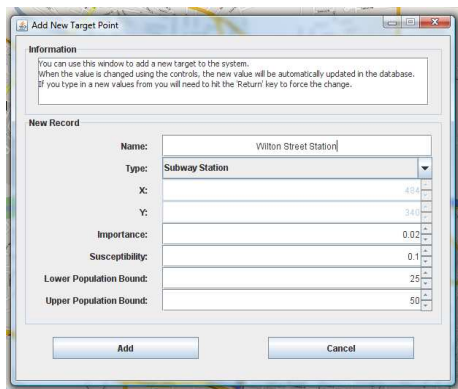 Add New Target Point
Information
You can use this window to add a new target to the system.
When the value is changed using the controls, the new value will be automatically updated in the database.
If you type in a new values from you will need to hit the 'Return' key to force the change.
New Record
Name: Wilton Street Station
Type: Subway Station
X: 484
Y: 340
Importance: 0.02
Susceptibility: 0.1
Lower Population Bound: 25
Upper Population Bound: 50
Add Cancel